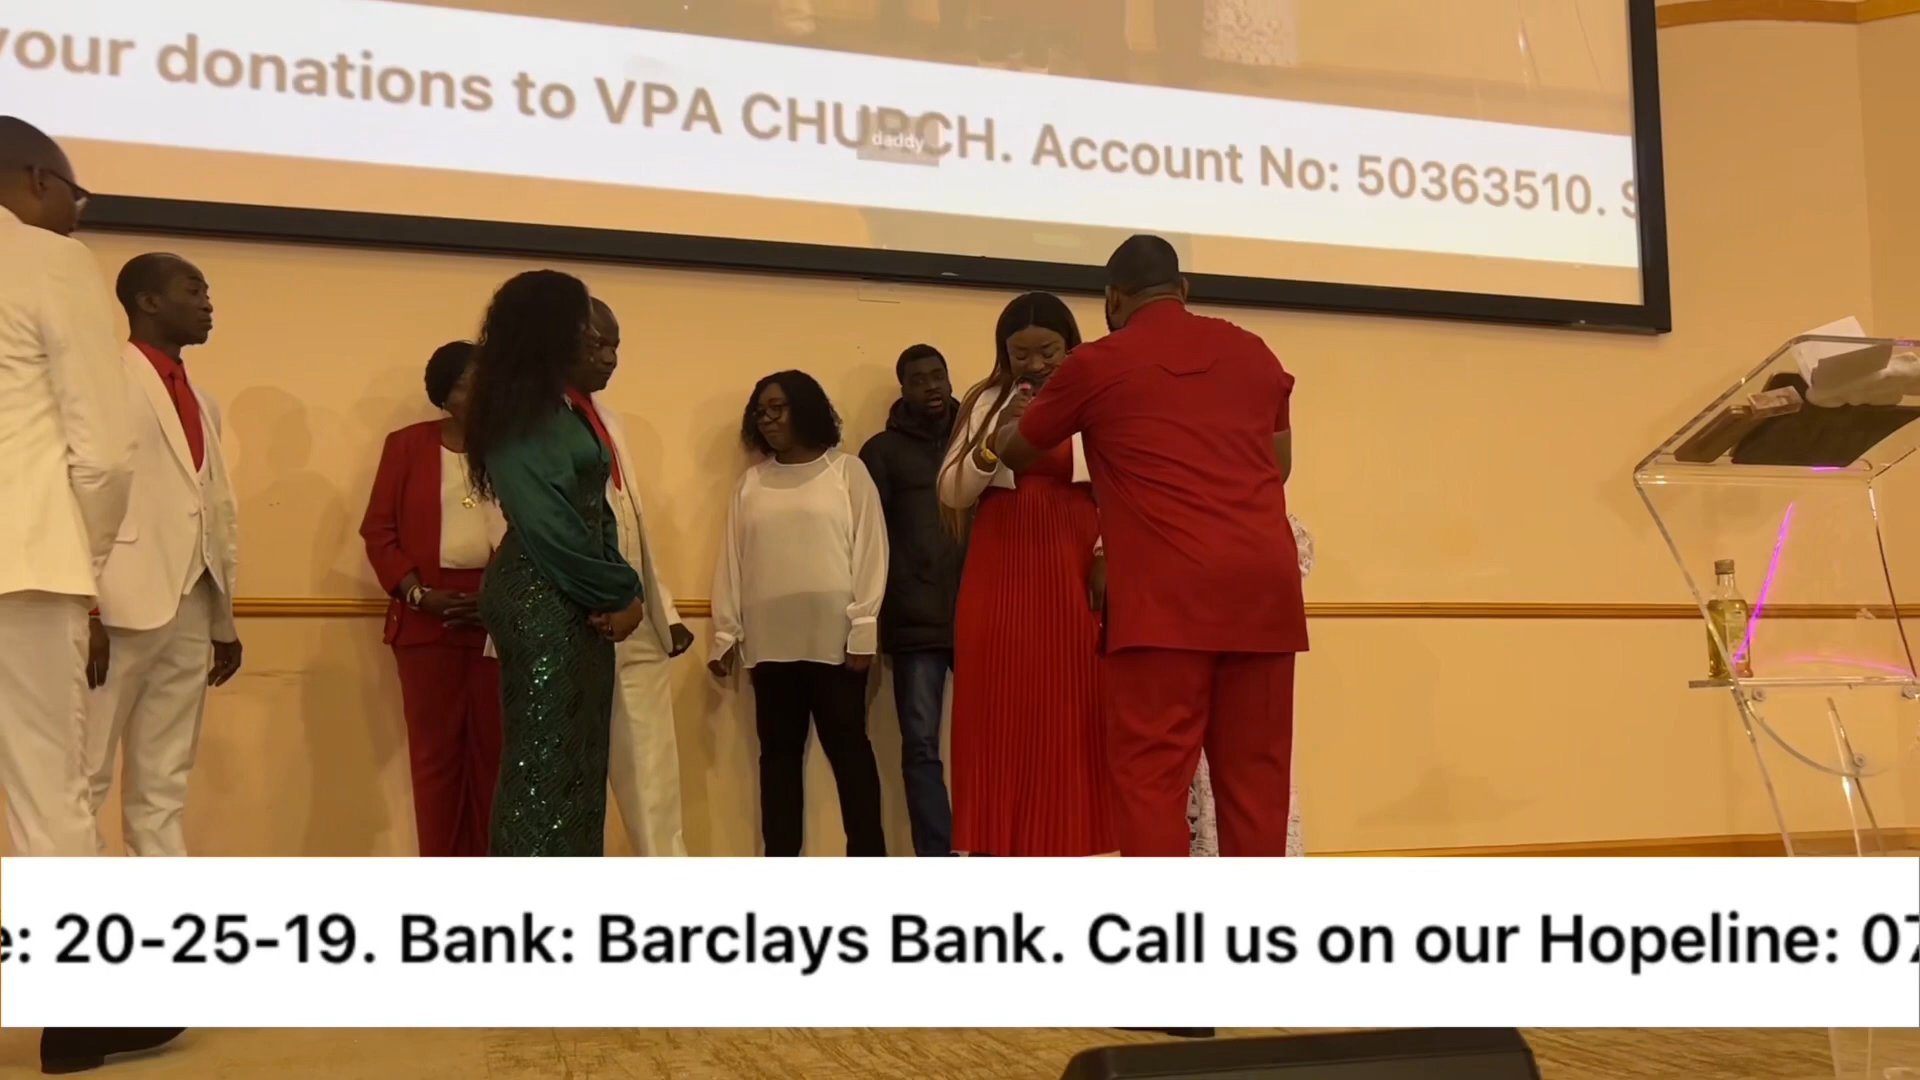 your donations to VPA CHURCH. Account No: 50363510. S
daddy
e: 20-25-19. Bank: Barclays Bank. Call us on our Hopeline: 07